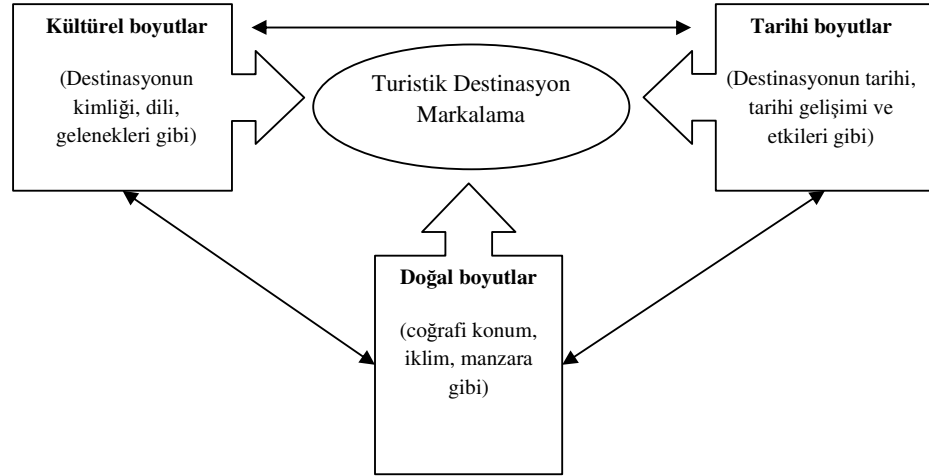 Kültürel boyutlar
(Destinasyonun
kimliği, dili,
gelenekleri gibi)
Turistik Destinasyon
Markalama
Tarihi boyutlar
(Destinasyonun tarihi,
tarihi gelişimi ve
etkileri gibi)
Doğal boyutlar
(coğrafi konum,
iklim, manzara
gibi)